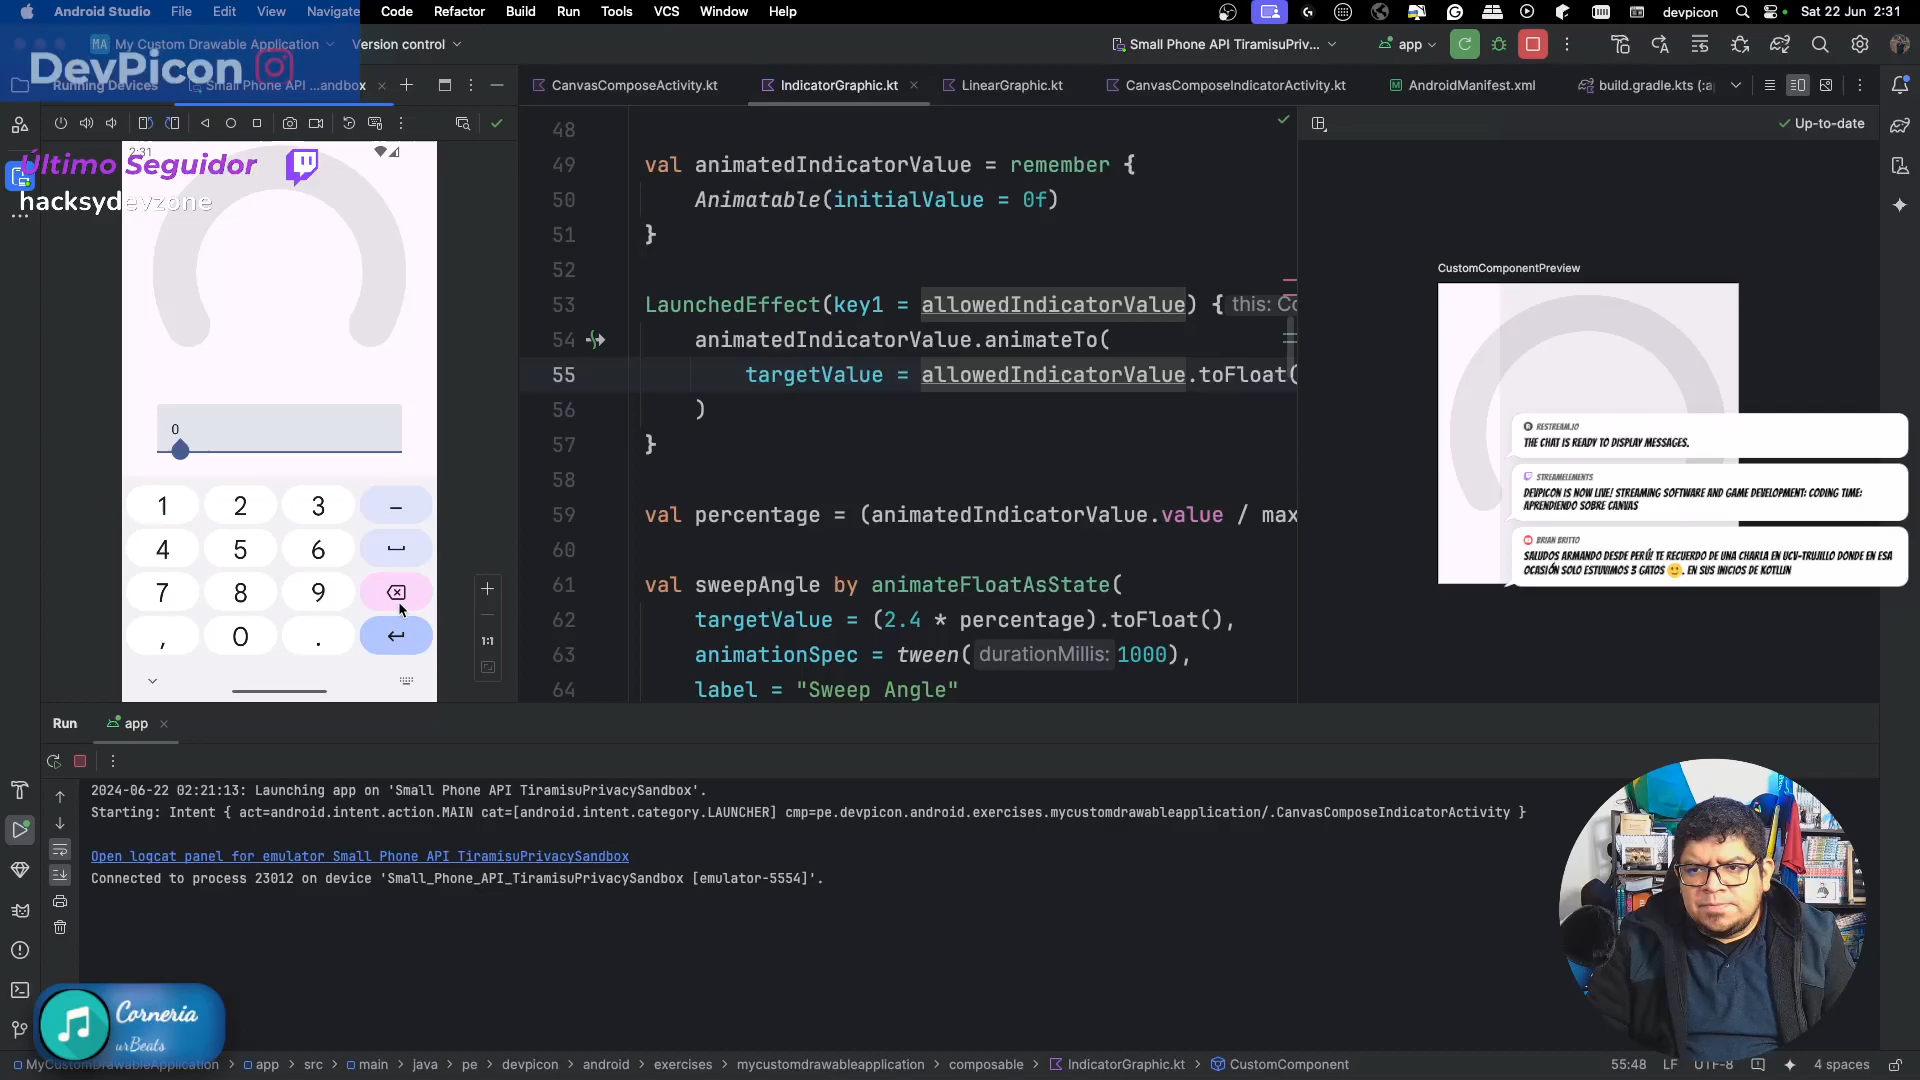 Android Studio File Edit View Navigate Code Refactor Build Run Tools VCS Window Help devpicon Sat 22 Jun 2:31
MA My Custom Drawable Application Version control Small Phone API TiramisuPriv... app
DevPicon
Running Devices Small Phone API ...andbox CanvasComposeActivity.kt IndicatorGraphic.kt LinearGraphic.kt CanvasComposeIndicatorActivity.kt AndroidManifest.xml build.gradle.kts (:a
Up-to-date
2:31
Último Seguidor
hacksydevzone
0
1 2 3 –
4 5 6
7 8 9
, 0 .
1:1
48
49 val animatedIndicatorValue = remember {
50 Animatable(initialValue = 0f)
51 }
52
53 LaunchedEffect(key1 = allowedIndicatorValue) { this: Co
54 animatedIndicatorValue.animateTo(
55 targetValue = allowedIndicatorValue.toFloat(
56 )
57 }
58
59 val percentage = (animatedIndicatorValue.value / max
60
61 val sweepAngle by animateFloatAsState(
62 targetValue = (2.4 * percentage).toFloat(),
63 animationSpec = tween( durationMillis: 1000),
64 label = "Sweep Angle"
CustomComponentPreview
RESTREAM.IO
THE CHAT IS READY TO DISPLAY MESSAGES.
STREAMELEMENTS
DEVPICON IS NOW LIVE! STREAMING SOFTWARE AND GAME DEVELOPMENT: CODING TIME:
APRENDIENDO SOBRE CANVAS
BRIAN BRITTO
SALUDOS ARMANDO DESDE PERÚ! TE RECUERDO DE UNA CHARLA EN UCV-TRUJILLO DONDE EN ESA
OCASIÓN SOLO ESTUVIMOS 3 GATOS 🙂. EN SUS INICIOS DE KOTLIN
Run app
2024-06-22 02:21:13: Launching app on 'Small Phone API TiramisuPrivacySandbox'.
Starting: Intent { act=android.intent.action.MAIN cat=[android.intent.category.LAUNCHER] cmp=pe.devpicon.android.exercises.mycustomdrawableapplication/.CanvasComposeIndicatorActivity }
Open logcat panel for emulator Small Phone API TiramisuPrivacySandbox
Connected to process 23012 on device 'Small_Phone_API_TiramisuPrivacySandbox [emulator-5554]'.
Corneria
urBeats
MyCustomDrawableApplication > app > src > main > java > pe > devpicon > android > exercises > mycustomdrawableapplication > composable > IndicatorGraphic.kt > CustomComponent 55:48 LF UTF-8 4 spaces